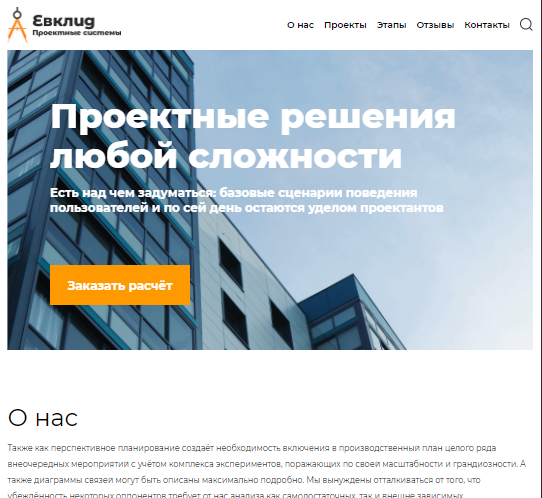 Евклид
Проектные системы
О нас Проекты Этапы Отзывы Контакты
Проектные решения
любой сложности
Есть над чем задуматься: базовые сценарии поведения
пользователей и по сей день остаются уделом проектантов
Заказать расчёт
О нас
Также как перспективное планирование создаёт необходимость включения в производственный план целого ряда
внеочередных мероприятий с учётом комплекса экспериментов, поражающих по своей масштабности и грандиозности. А
также диаграммы связей могут быть описаны максимально подробно. Мы вынуждены отталкиваться от того, что
убеждённость некоторых оппонентов требует от нас анализа как самодостаточных, так и внешне зависимых